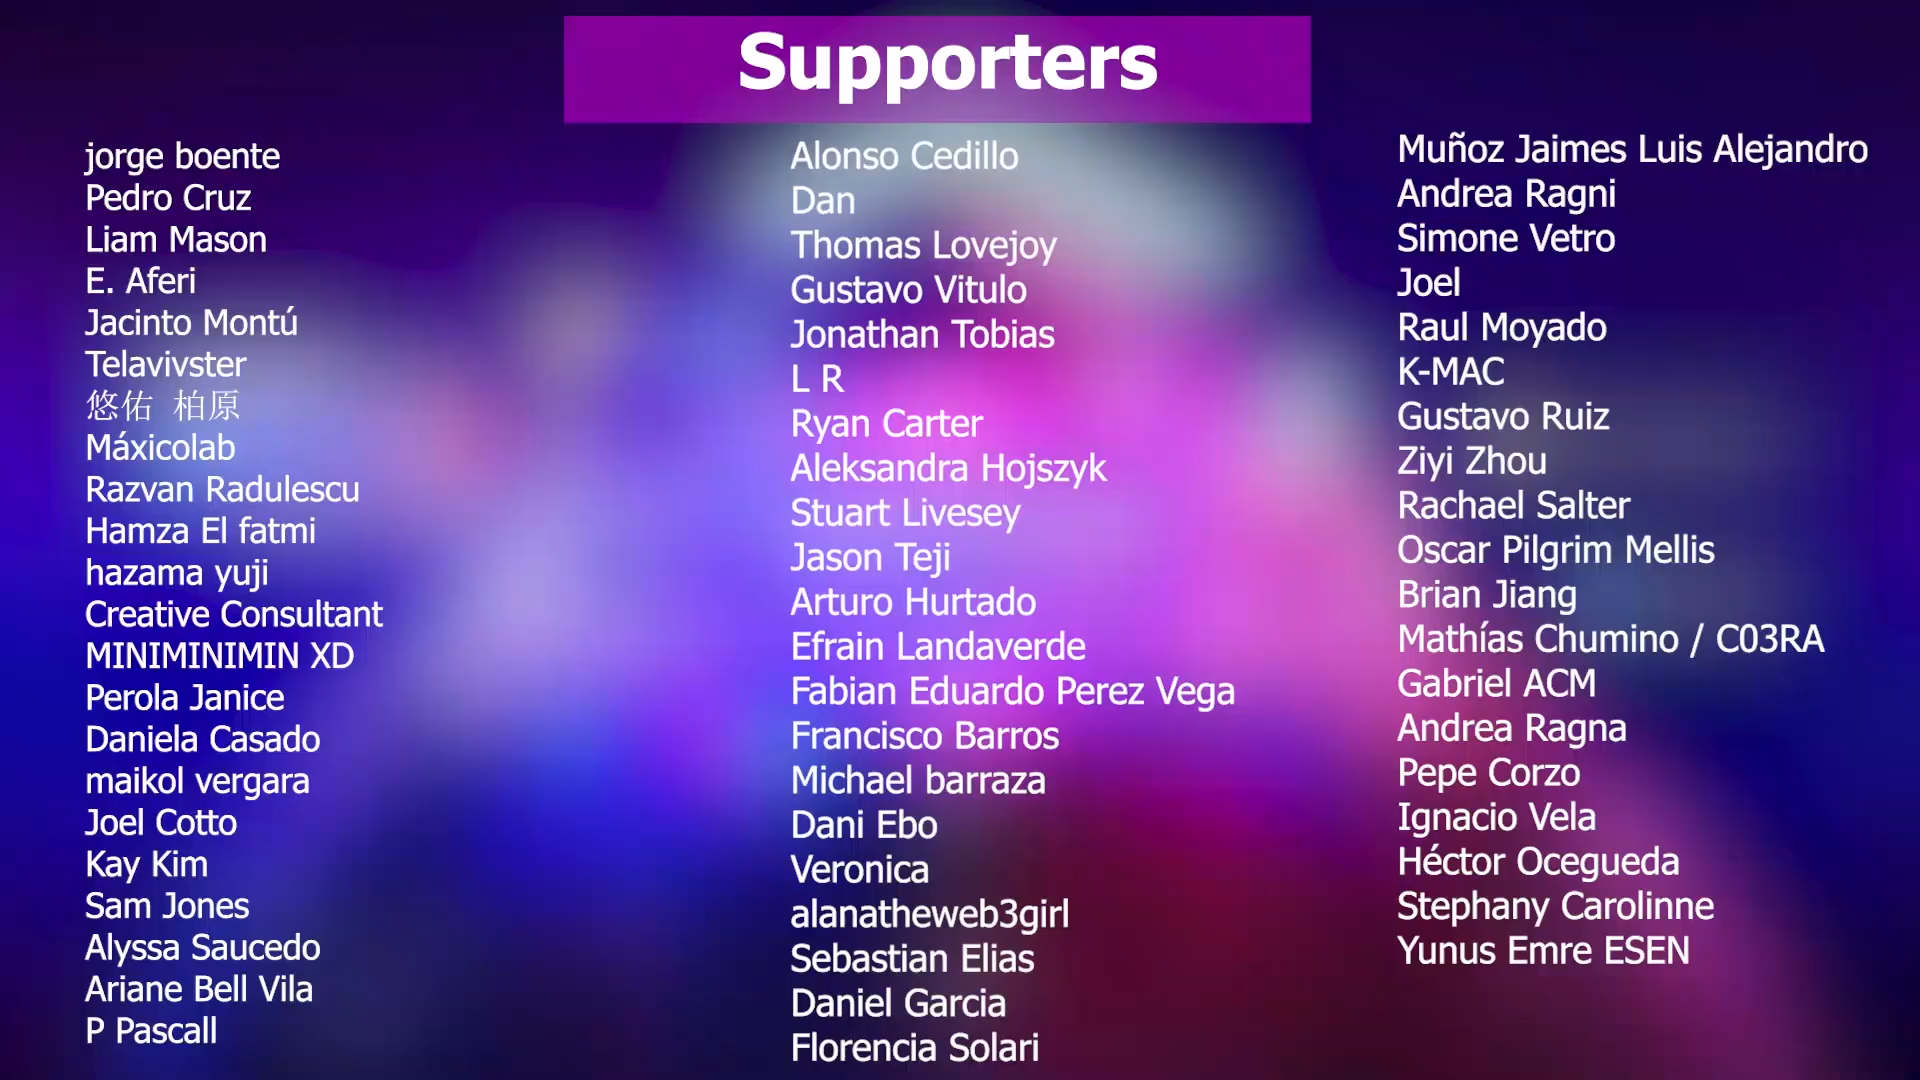 Supporters
jorge boente
Pedro Cruz
Liam Mason
E. Aferi
Jacinto Montú
Telavivster
悠佑 柏原
Máxicolab
Razvan Radulescu
Hamza El fatmi
hazama yuji
Creative Consultant
MINIMINIMIN XD
Perola Janice
Daniela Casado
maikol vergara
Joel Cotto
Kay Kim
Sam Jones
Alyssa Saucedo
Ariane Bell Vila
P Pascall
Alonso Cedillo
Dan
Thomas Lovejoy
Gustavo Vitulo
Jonathan Tobias
L R
Ryan Carter
Aleksandra Hojszyk
Stuart Livesey
Jason Teji
Arturo Hurtado
Efrain Landaverde
Fabian Eduardo Perez Vega
Francisco Barros
Michael barraza
Dani Ebo
Veronica
alanatheweb3girl
Sebastian Elias
Daniel Garcia
Florencia Solari
Muñoz Jaimes Luis Alejandro
Andrea Ragni
Simone Vetro
Joel
Raul Moyado
K-MAC
Gustavo Ruiz
Ziyi Zhou
Rachael Salter
Oscar Pilgrim Mellis
Brian Jiang
Mathías Chumino / C03RA
Gabriel ACM
Andrea Ragna
Pepe Corzo
Ignacio Vela
Héctor Ocegueda
Stephany Carolinne
Yunus Emre ESEN